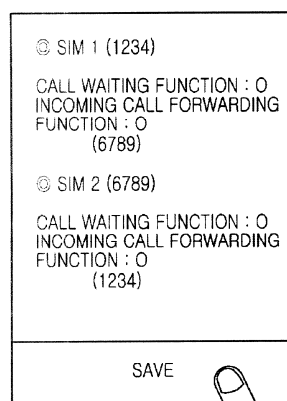 ◎ SIM 1 (1234)
CALL WAITING FUNCTION : O
INCOMING CALL FORWARDING
FUNCTION : O
(6789)
◎ SIM 2 (6789)
CALL WAITING FUNCTION : O
INCOMING CALL FORWARDING
FUNCTION : O
(1234)
SAVE